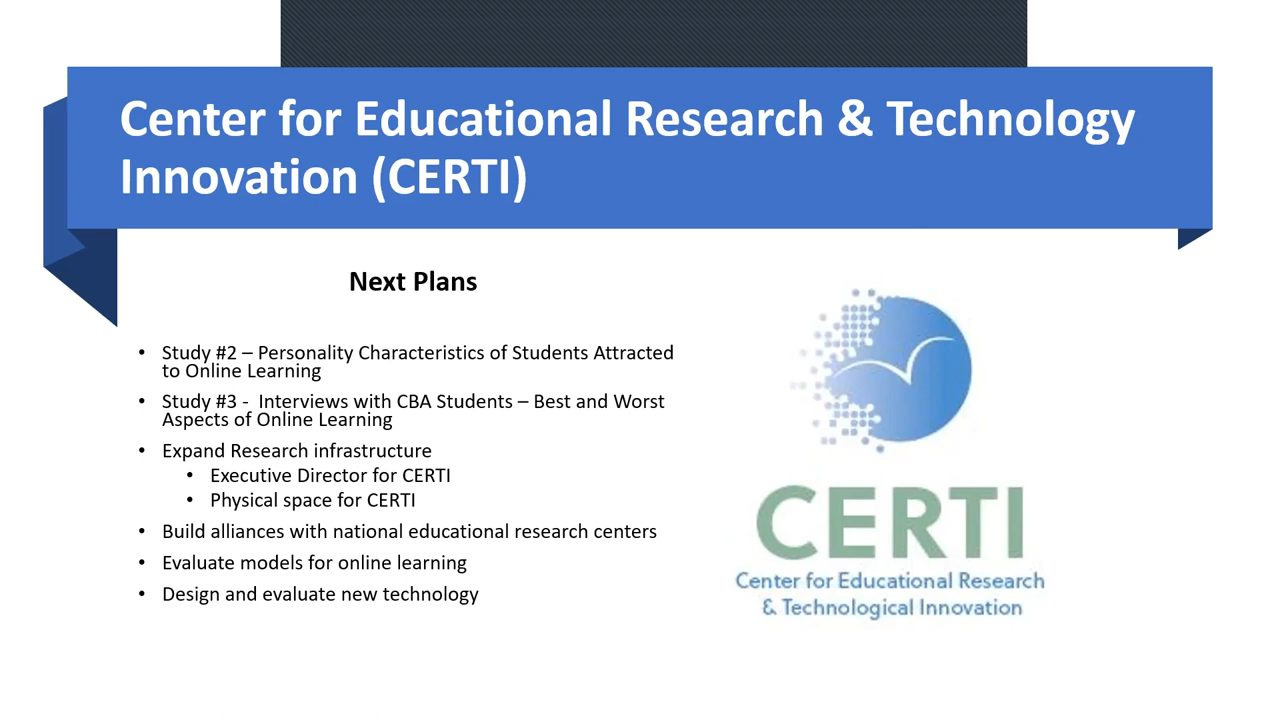 Center for Educational Research & Technology
Innovation (CERTI)
Next Plans
• Study #2 – Personality Characteristics of Students Attracted
to Online Learning
• Study #3 -  Interviews with CBA Students – Best and Worst
Aspects of Online Learning
• Expand Research infrastructure
• Executive Director for CERTI
• Physical space for CERTI
• Build alliances with national educational research centers
• Evaluate models for online learning
• Design and evaluate new technology
CERTI
Center for Educational Research
& Technological Innovation